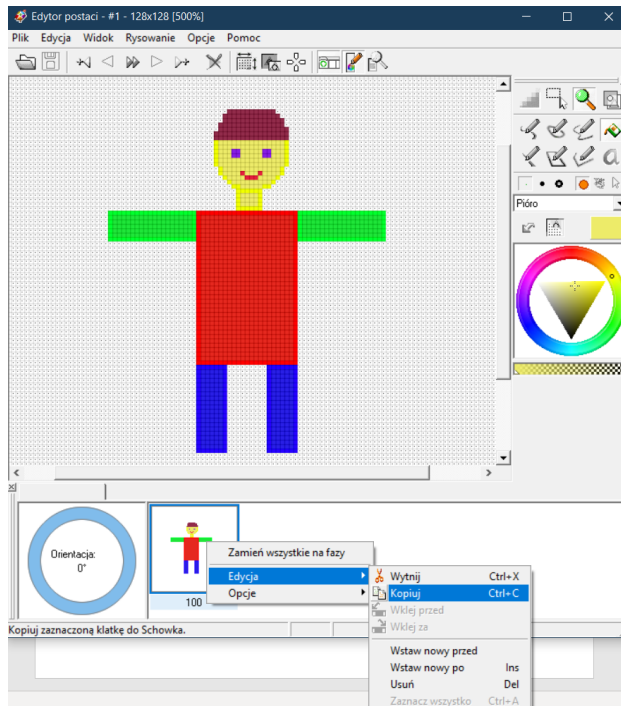 Edytor postaci - #1 - 128x128 [500%]
Plik Edycja Widok Rysowanie Opcje Pomoc
Pióro
Orientacja:
0°
100
Zamień wszystkie na fazy
Edycja
Opcje
Wytnij Ctrl+X
Kopiuj Ctrl+C
Wklej przed
Wklej za
Wstaw nowy przed
Wstaw nowy po Ins
Usuń Del
Zaznacz wszystko Ctrl+A
Kopiuj zaznaczoną klatkę do Schowka.